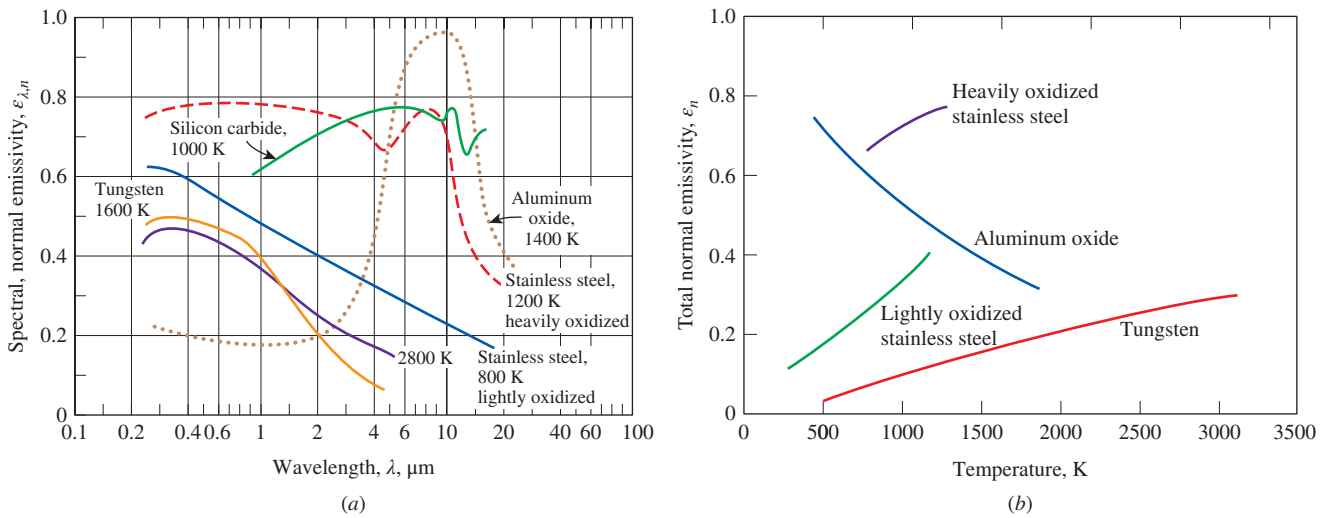 1.0
0.8
0.6
0.4
0.2
0
Spectral, normal emissivity, ελ,n
Silicon carbide,
1000 K
Tungsten
1600 K
Aluminum
oxide,
1400 K
Stainless steel,
1200 K
heavily oxidized
2800 K
Stainless steel,
800 K
lightly oxidized
0.1 0.2 0.4 0.6 1 2 4 6 10 20 40 60 100
Wavelength, λ, μm
(a)
1.0
0.8
0.6
0.4
0.2
0
Total normal emissivity, εn
Heavily oxidized
stainless steel
Aluminum oxide
Lightly oxidized
stainless steel
Tungsten
0 500 1000 1500 2000 2500 3000 3500
Temperature, K
(b)